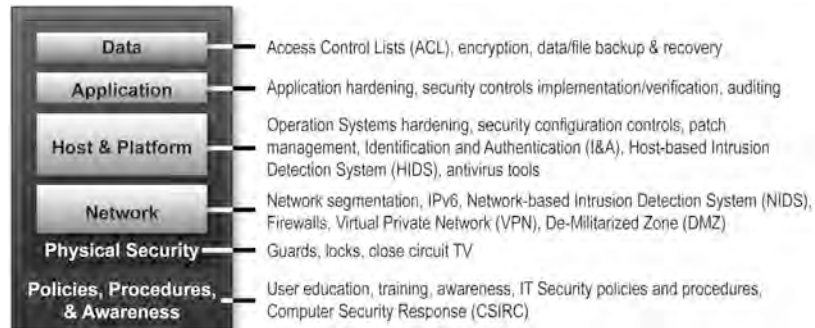 Data
Access Control Lists (ACL), encryption, data/file backup & recovery
Application
Application hardening, security controls implementation/verification, auditing
Host & Platform
Operation Systems hardening, security configuration controls, patch
management, Identification and Authentication (I&A), Host-based Intrusion
Detection System (HIDS), antivirus tools
Network
Network segmentation, IPv6, Network-based Intrusion Detection System (NIDS),
Firewalls, Virtual Private Network (VPN), De-Militarized Zone (DMZ)
Physical Security
Guards, locks, close circuit TV
Policies, Procedures,
& Awareness
User education, training, awareness, IT Security policies and procedures,
Computer Security Response (CSIRC)